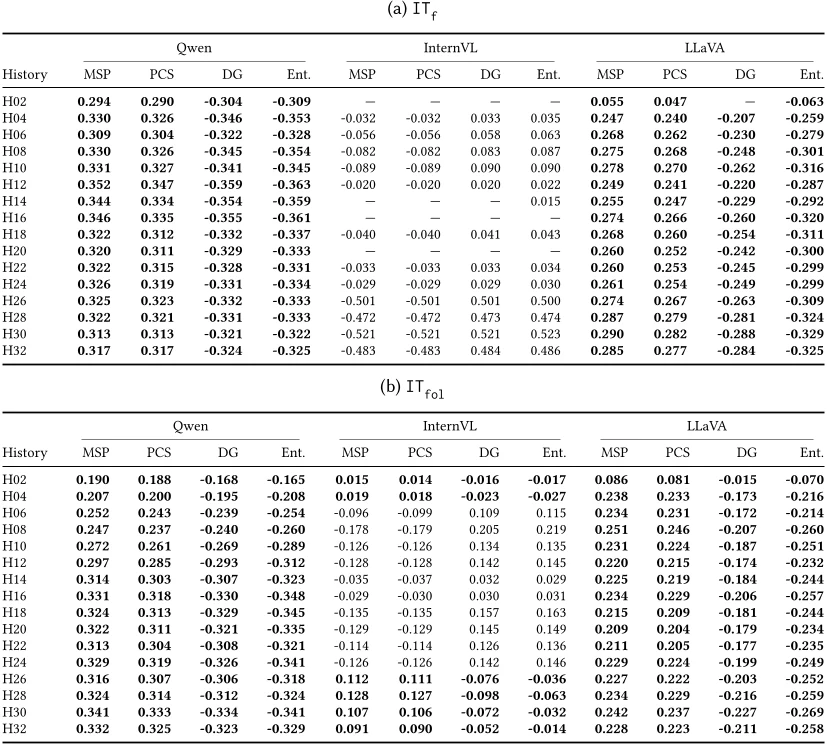 (a) IT_f
Qwen InternVL LLaVA
History MSP PCS DG Ent. MSP PCS DG Ent. MSP PCS DG Ent.
H02 0.294 0.290 -0.304 -0.309 — — — — 0.055 0.047 — -0.063
H04 0.330 0.326 -0.346 -0.353 -0.032 -0.032 0.033 0.035 0.247 0.240 -0.207 -0.259
H06 0.309 0.304 -0.322 -0.328 -0.056 -0.056 0.058 0.063 0.268 0.262 -0.230 -0.279
H08 0.330 0.326 -0.345 -0.354 -0.082 -0.082 0.083 0.087 0.275 0.268 -0.248 -0.301
H10 0.331 0.327 -0.341 -0.345 -0.089 -0.089 0.090 0.090 0.278 0.270 -0.262 -0.316
H12 0.352 0.347 -0.359 -0.363 -0.020 -0.020 0.020 0.022 0.249 0.241 -0.220 -0.287
H14 0.344 0.334 -0.354 -0.359 — — — 0.015 0.255 0.247 -0.229 -0.292
H16 0.346 0.335 -0.355 -0.361 — — — — 0.274 0.266 -0.260 -0.320
H18 0.322 0.312 -0.332 -0.337 -0.040 -0.040 0.041 0.043 0.268 0.260 -0.254 -0.311
H20 0.320 0.311 -0.329 -0.333 — — — — 0.260 0.252 -0.242 -0.300
H22 0.322 0.315 -0.328 -0.331 -0.033 -0.033 0.033 0.034 0.260 0.253 -0.245 -0.299
H24 0.326 0.319 -0.331 -0.334 -0.029 -0.029 0.029 0.030 0.261 0.254 -0.249 -0.299
H26 0.325 0.323 -0.332 -0.333 -0.501 -0.501 0.501 0.500 0.274 0.267 -0.263 -0.309
H28 0.322 0.321 -0.331 -0.333 -0.472 -0.472 0.473 0.474 0.287 0.279 -0.281 -0.324
H30 0.313 0.313 -0.321 -0.322 -0.521 -0.521 0.521 0.523 0.290 0.282 -0.288 -0.329
H32 0.317 0.317 -0.324 -0.325 -0.483 -0.483 0.484 0.486 0.285 0.277 -0.284 -0.325
(b) IT_fol
Qwen InternVL LLaVA
History MSP PCS DG Ent. MSP PCS DG Ent. MSP PCS DG Ent.
H02 0.190 0.188 -0.168 -0.165 0.015 0.014 -0.016 -0.017 0.086 0.081 -0.015 -0.070
H04 0.207 0.200 -0.195 -0.208 0.019 0.018 -0.023 -0.027 0.238 0.233 -0.173 -0.216
H06 0.252 0.243 -0.239 -0.254 -0.096 -0.099 0.109 0.115 0.234 0.231 -0.172 -0.214
H08 0.247 0.237 -0.240 -0.260 -0.178 -0.179 0.205 0.219 0.251 0.246 -0.207 -0.260
H10 0.272 0.261 -0.269 -0.289 -0.126 -0.126 0.134 0.135 0.231 0.224 -0.187 -0.251
H12 0.297 0.285 -0.293 -0.312 -0.128 -0.128 0.142 0.145 0.220 0.215 -0.174 -0.232
H14 0.314 0.303 -0.307 -0.323 -0.035 -0.037 0.032 0.029 0.225 0.219 -0.184 -0.244
H16 0.331 0.318 -0.330 -0.348 -0.029 -0.030 0.030 0.031 0.234 0.229 -0.206 -0.257
H18 0.324 0.313 -0.329 -0.345 -0.135 -0.135 0.157 0.163 0.215 0.209 -0.181 -0.244
H20 0.322 0.311 -0.321 -0.335 -0.129 -0.129 0.145 0.149 0.209 0.204 -0.179 -0.234
H22 0.313 0.304 -0.308 -0.321 -0.114 -0.114 0.126 0.136 0.211 0.205 -0.177 -0.235
H24 0.329 0.319 -0.326 -0.341 -0.126 -0.126 0.142 0.146 0.229 0.224 -0.199 -0.249
H26 0.316 0.307 -0.306 -0.318 0.112 0.111 -0.076 -0.036 0.227 0.222 -0.203 -0.252
H28 0.324 0.314 -0.312 -0.324 0.128 0.127 -0.098 -0.063 0.234 0.229 -0.216 -0.259
H30 0.341 0.333 -0.334 -0.341 0.107 0.106 -0.072 -0.032 0.242 0.237 -0.227 -0.269
H32 0.332 0.325 -0.323 -0.329 0.091 0.090 -0.052 -0.014 0.228 0.223 -0.211 -0.258